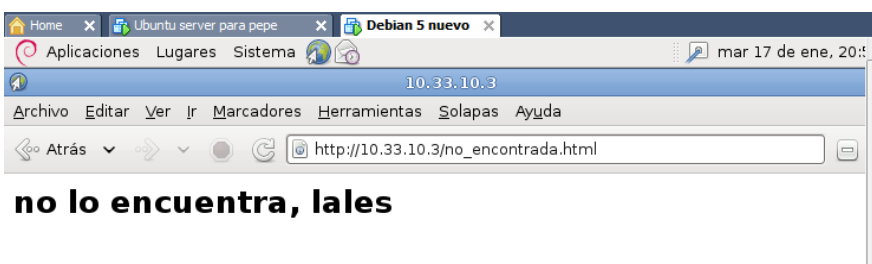 Home Ubuntu server para pepe Debian 5 nuevo
Aplicaciones Lugares Sistema mar 17 de ene, 20:
10.33.10.3
Archivo Editar Ver Ir Marcadores Herramientas Solapas Ayuda
Atrás http://10.33.10.3/no_encontrada.html
no lo encuentra, lales